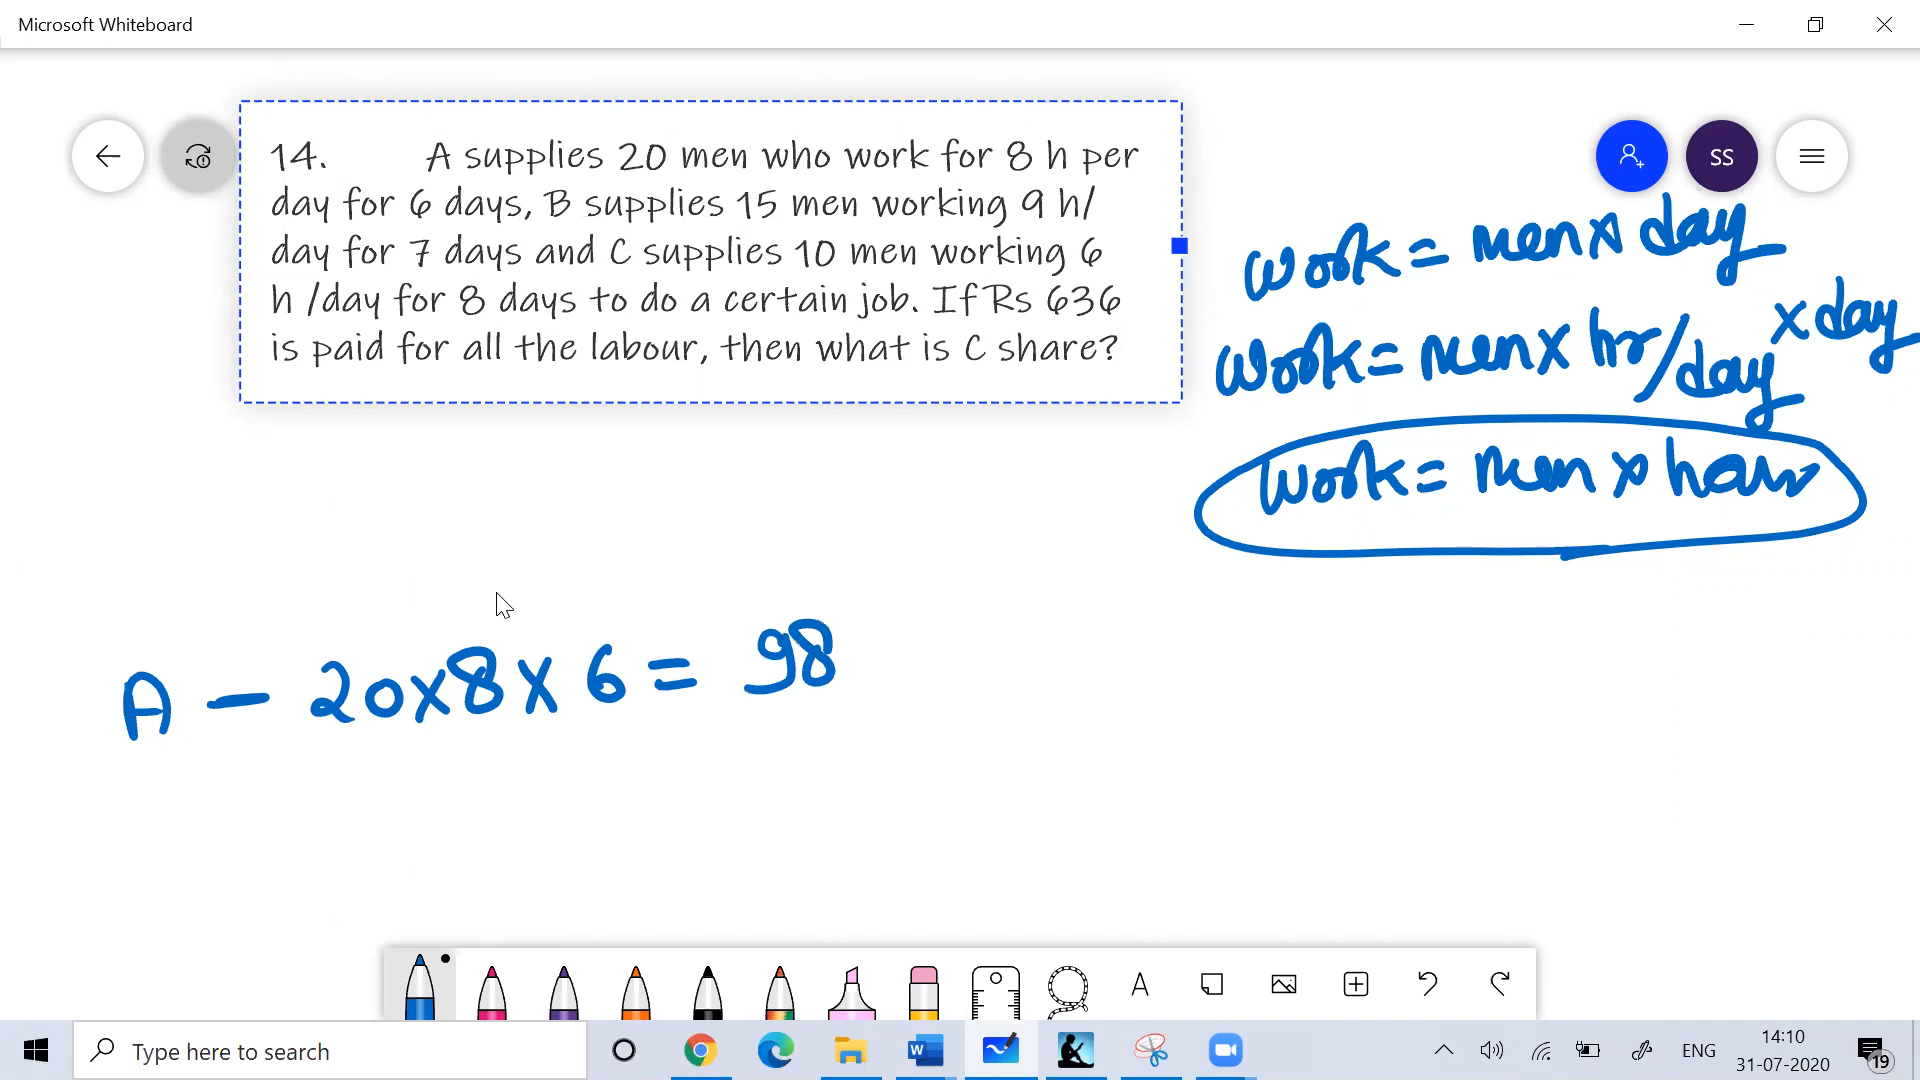 Microsoft Whiteboard
14. A supplies 20 men who work for 8 h per
day for 6 days, B supplies 15 men working 9 h/
day for 7 days and C supplies 10 men working 6
h /day for 8 days to do a certain job. If Rs 636
is paid for all the labour, then what is C share?
SS
work = men x day
work = men x hr/day x day
work = men x hour
A - 20x8x6 = 98
A
Type here to search
W
ENG
14:10
31-07-2020
19